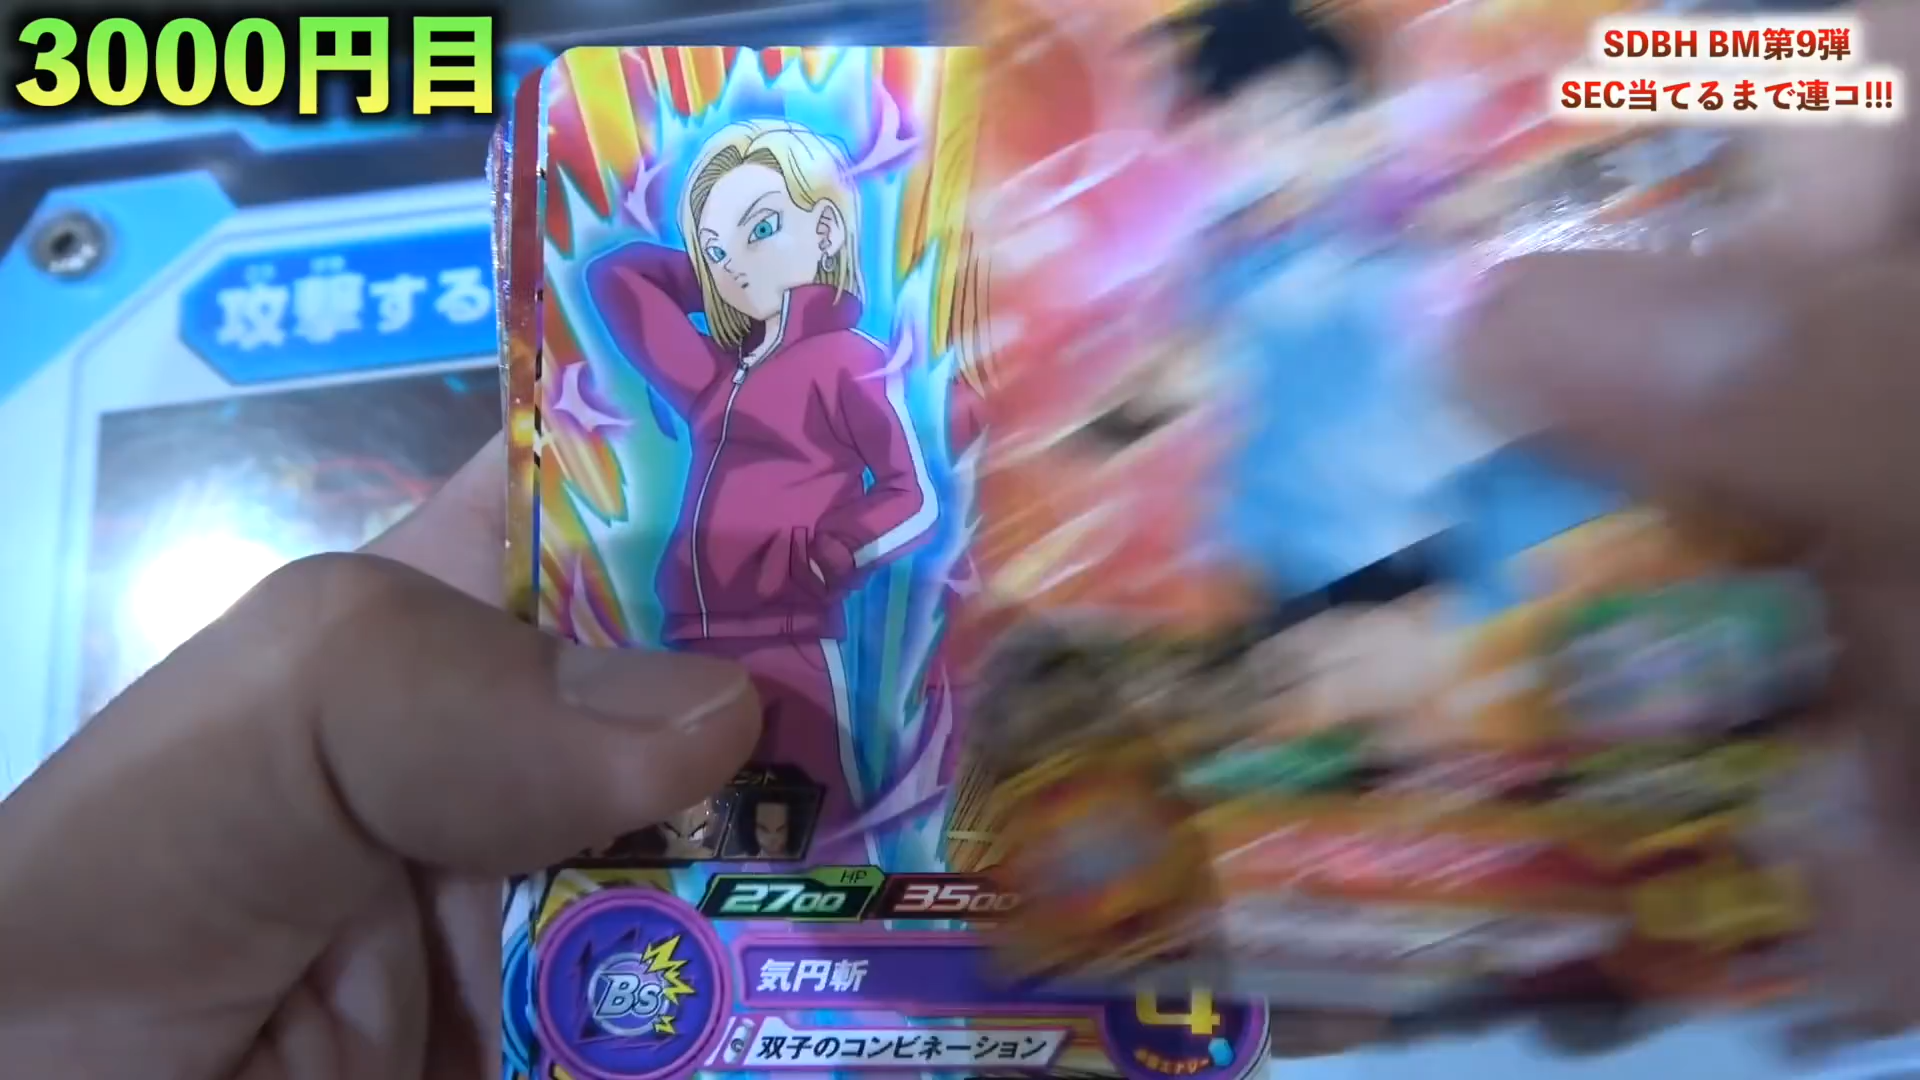 3000円目
SDBH BM第9弾
SEC当てるまで連コ!!!
攻撃する
HP
2700
3500
Bs
気円斬
双子のコンビネーション